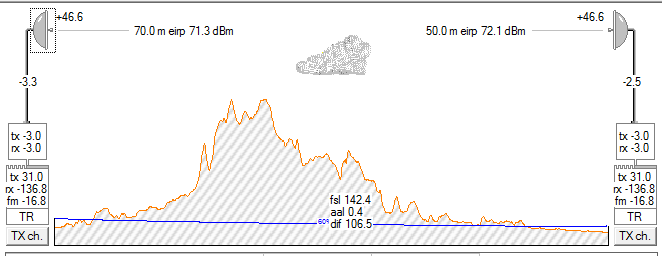 +46.6
70.0 m eirp 71.3 dBm
50.0 m eirp 72.1 dBm
+46.6
-3.3
-2.5
tx -3.0
rx -3.0
tx -3.0
rx -3.0
tx 31.0
rx -136.8
fm -16.8
tx 31.0
rx -136.8
fm -16.8
TR
TR
TX ch.
TX ch.
fsl 142.4
aal 0.4
60% dif 106.5